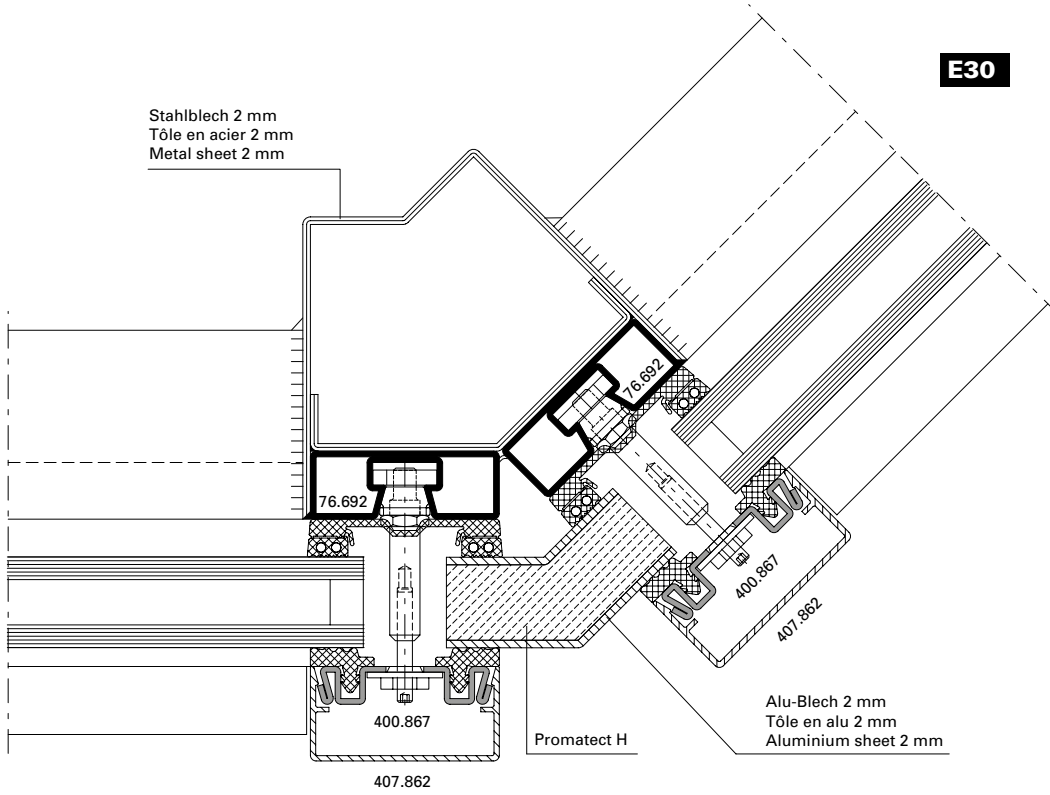 E30
Stahlblech 2 mm
Tôle en acier 2 mm
Metal sheet 2 mm
76.692
76.692
400.867
407.862
400.867
407.862
Promatect H
Alu-Blech 2 mm
Tôle en alu 2 mm
Aluminium sheet 2 mm